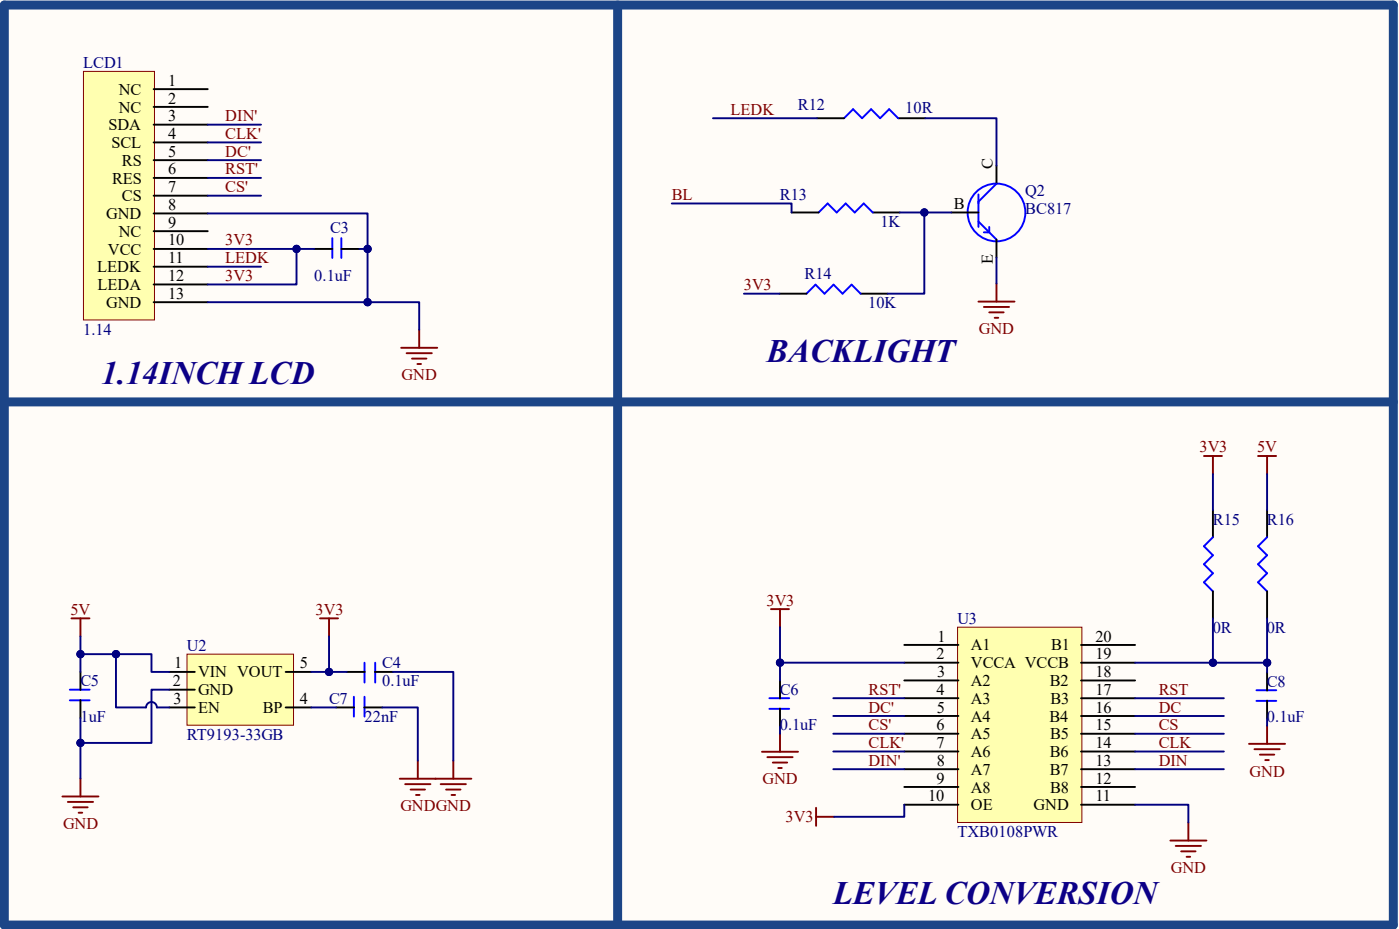 LCD1
NC 1
NC 2
SDA 3 DIN'
SCL 4 CLK'
RS 5 DC'
RES 6 RST'
CS 7 CS'
GND 8
NC 9
VCC 10 3V3
LEDK 11 LEDK
LEDA 12 3V3
GND 13
C3
0.1uF
1.14
GND
1.14INCH LCD
LEDK R12 10R
C
BL R13 1K
B
Q2
BC817
E
3V3 R14 10K
GND
BACKLIGHT
5V
3V3
U2
1 VIN VOUT 5
2 GND
3 EN BP 4
RT9193-33GB
C5
1uF
C4
0.1uF
C7
22nF
GND
GND
GND
3V3 5V
R15 R16
0R 0R
3V3
U3
1 A1 B1 20
2 VCCA VCCB 19
3 A2 B2 18
RST' 4 A3 B3 17 RST
DC' 5 A4 B4 16 DC
CS' 6 A5 B5 15 CS
CLK' 7 A6 B6 14 CLK
DIN' 8 A7 B7 13 DIN
9 A8 B8 12
10 OE GND 11
3V3
TXB0108PWR
C6
0.1uF
GND
C8
0.1uF
GND
GND
LEVEL CONVERSION